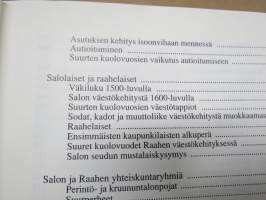 Asutuksen kehitys isoonvihaan mennessä
Autioituminen
Suurten kuolovuosien vaikutus autioitumiseen
Salolaiset ja raahelaiset
Väkiluku 1500-luvulla
Salon väestökehitystä 1600-luvulla
Suurten kuolovuosien väestötappiot
Sodat, kadot ja muuttoliike väestökehitystä muokkaamassa
Raahelaiset
Ensimmäisten kaupunkilaisten alkuperä
Suuret kuolovuodet Raahen väestökehityksessä
Salon seudun mustalaiskysymys
Salon ja Raahen yhteiskuntaryhmiä
Perintö- ja kruununtalonpojat
Suurperheet